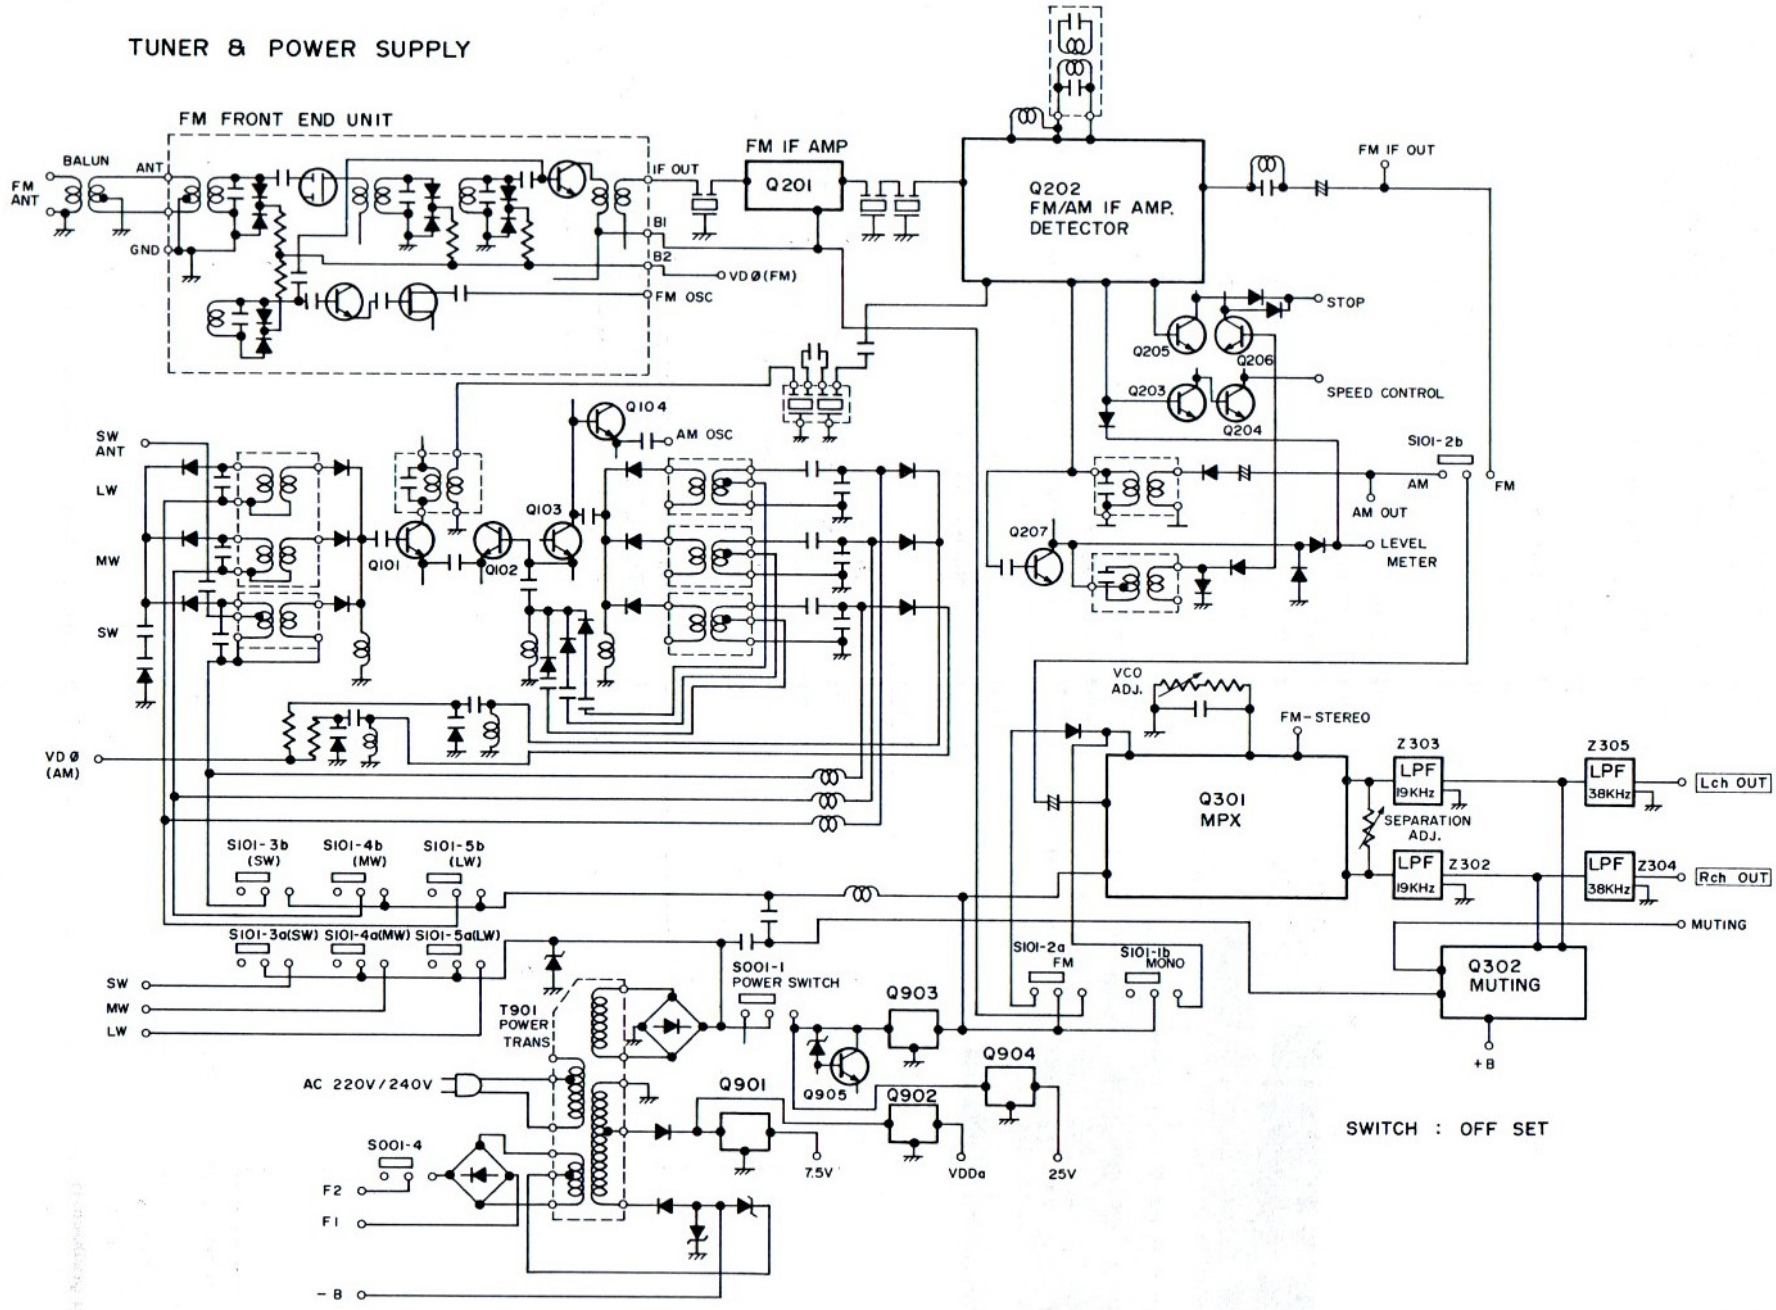 TUNER & POWER SUPPLY
FM FRONT END UNIT
BALUN
ANT
FM
ANT
GND
IF OUT
B1
B2
VDØ(FM)
FM OSC
FM IF AMP
Q201
Q202
FM/AM IF AMP.
DETECTOR
FM IF OUT
STOP
Q205
Q206
Q203
Q204
SPEED CONTROL
S101-2b
AM
FM
AM OUT
LEVEL
METER
Q207
SW
ANT
LW
MW
SW
Q104
AM OSC
Q103
Q101
Q102
VDØ
(AM)
VCO
ADJ.
FM-STEREO
Q301
MPX
Z303
LPF
19KHz
Z305
LPF
38KHz
Lch OUT
SEPARATION
ADJ.
LPF
19KHz
Z302
LPF
38KHz
Z304
Rch OUT
MUTING
Q302
MUTING
+B
S101-3b
(SW)
S101-4b
(MW)
S101-5b
(LW)
S101-3a(SW)
S101-4a(MW)
S101-5a(LW)
SW
MW
LW
S001-1
POWER SWITCH
S101-2a
FM
S101-1b
MONO
T901
POWER
TRANS
Q903
Q904
Q905
Q901
Q902
AC 220V/240V
S001-4
F2
F1
7.5V
VDDa
25V
-B
SWITCH : OFF SET